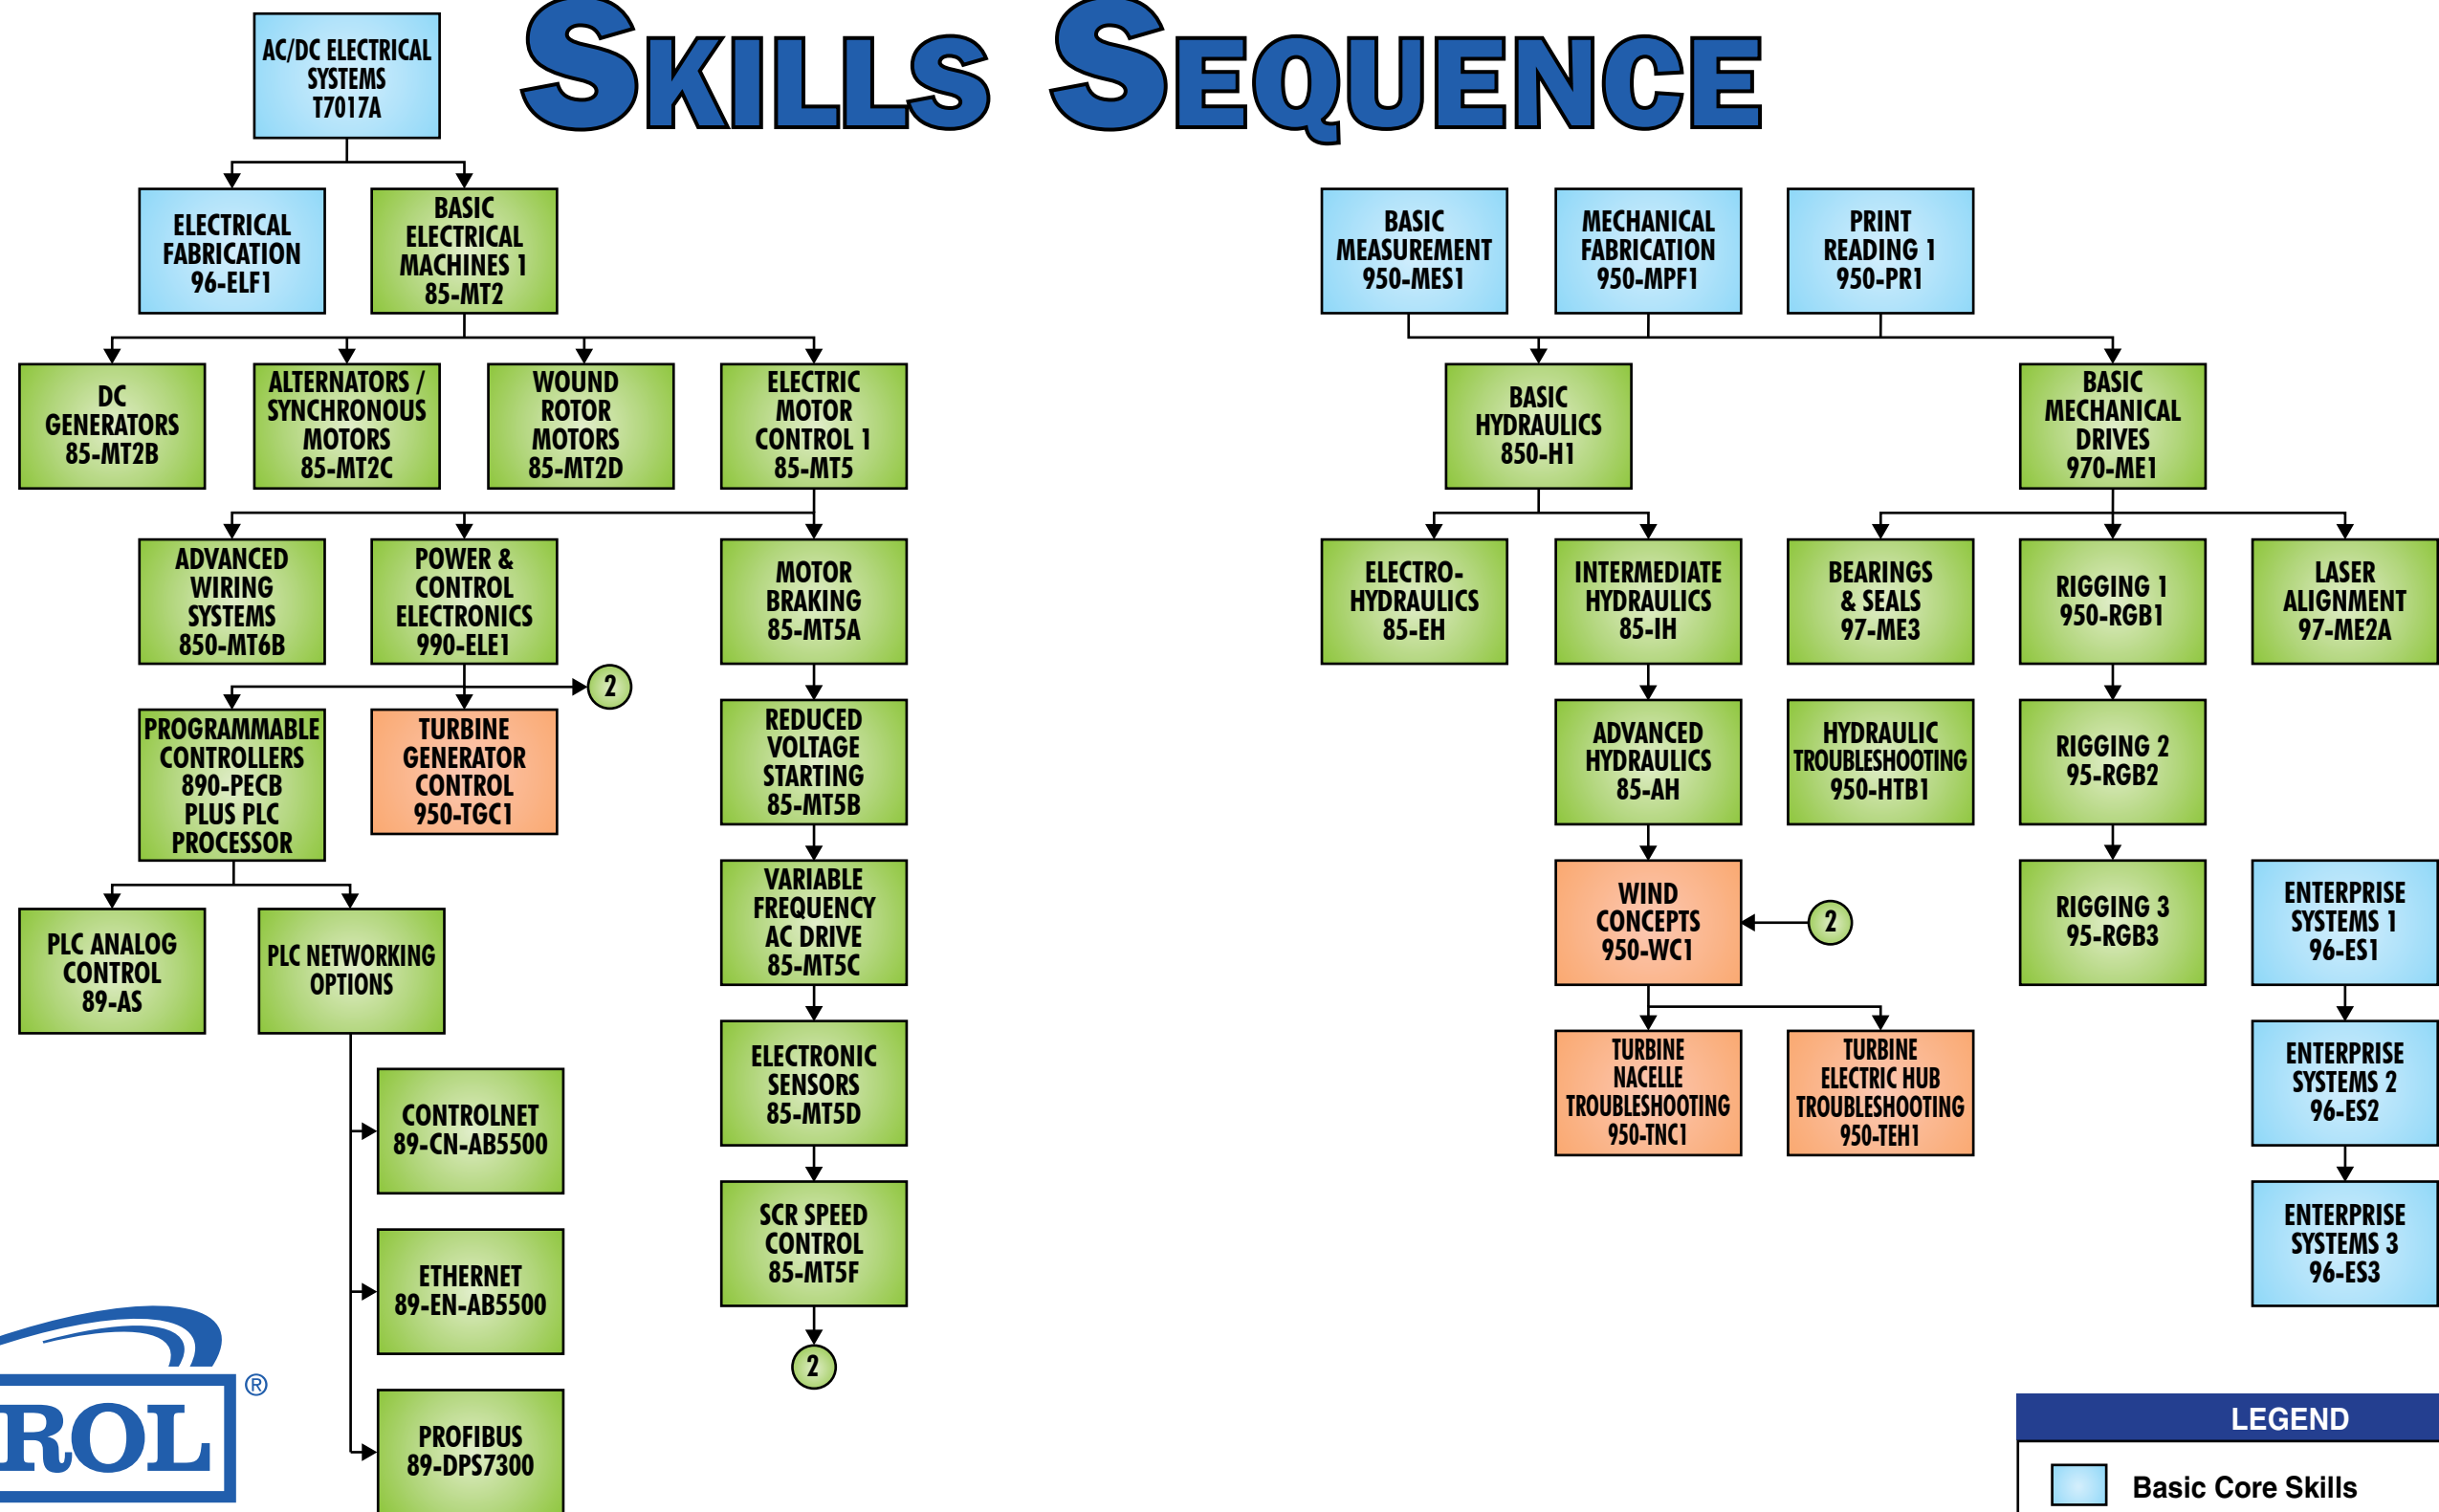 SKILLS SEQUENCE
AC/DC ELECTRICAL
SYSTEMS
T7017A
ELECTRICAL
FABRICATION
96-ELF1
BASIC
ELECTRICAL
MACHINES 1
85-MT2
BASIC
MEASUREMENT
950-MES1
MECHANICAL
FABRICATION
950-MPF1
PRINT
READING 1
950-PR1
DC
GENERATORS
85-MT2B
ALTERNATORS /
SYNCHRONOUS
MOTORS
85-MT2C
WOUND
ROTOR
MOTORS
85-MT2D
ELECTRIC
MOTOR
CONTROL 1
85-MT5
BASIC
HYDRAULICS
850-H1
BASIC
MECHANICAL
DRIVES
970-ME1
ADVANCED
WIRING
SYSTEMS
850-MT6B
POWER &
CONTROL
ELECTRONICS
990-ELE1
MOTOR
BRAKING
85-MT5A
ELECTRO-
HYDRAULICS
85-EH
INTERMEDIATE
HYDRAULICS
85-IH
BEARINGS
& SEALS
97-ME3
RIGGING 1
950-RGB1
LASER
ALIGNMENT
97-ME2A
2
PROGRAMMABLE
CONTROLLERS
890-PECB
PLUS PLC
PROCESSOR
TURBINE
GENERATOR
CONTROL
950-TGC1
REDUCED
VOLTAGE
STARTING
85-MT5B
ADVANCED
HYDRAULICS
85-AH
HYDRAULIC
TROUBLESHOOTING
950-HTB1
RIGGING 2
95-RGB2
VARIABLE
FREQUENCY
AC DRIVE
85-MT5C
WIND
CONCEPTS
950-WC1
2
RIGGING 3
95-RGB3
ENTERPRISE
SYSTEMS 1
96-ES1
PLC ANALOG
CONTROL
89-AS
PLC NETWORKING
OPTIONS
ELECTRONIC
SENSORS
85-MT5D
TURBINE
NACELLE
TROUBLESHOOTING
950-TNC1
TURBINE
ELECTRIC HUB
TROUBLESHOOTING
950-TEH1
ENTERPRISE
SYSTEMS 2
96-ES2
CONTROLNET
89-CN-AB5500
SCR SPEED
CONTROL
85-MT5F
ENTERPRISE
SYSTEMS 3
96-ES3
ETHERNET
89-EN-AB5500
2
PROFIBUS
89-DPS7300
ROL®
LEGEND
Basic Core Skills